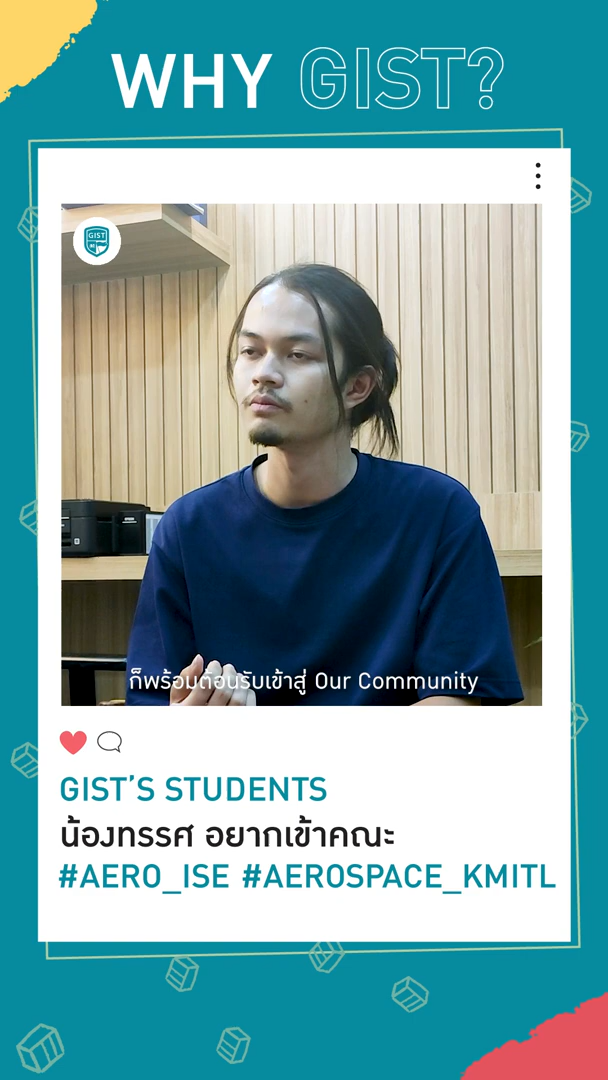 WHY GIST?
GIST
ก็พร้อมต้อนรับเข้าสู่ Our Community
GIST'S STUDENTS
น้องทรรศ อยากเข้าคณะ
#AERO_ISE #AEROSPACE_KMITL